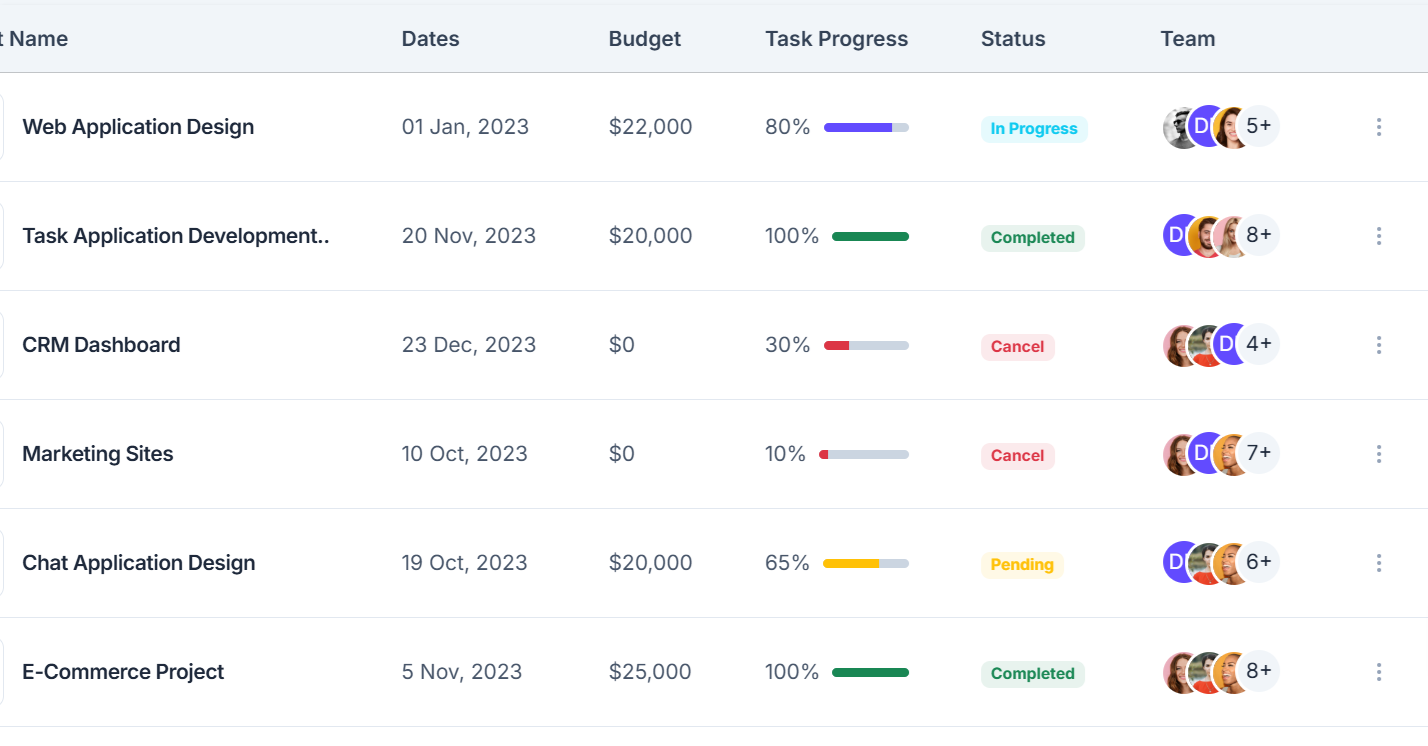 t Name Dates Budget Task Progress Status Team
Web Application Design 01 Jan, 2023 $22,000 80% In Progress D 5+
Task Application Development.. 20 Nov, 2023 $20,000 100% Completed D 8+
CRM Dashboard 23 Dec, 2023 $0 30% Cancel D 4+
Marketing Sites 10 Oct, 2023 $0 10% Cancel D 7+
Chat Application Design 19 Oct, 2023 $20,000 65% Pending D 6+
E-Commerce Project 5 Nov, 2023 $25,000 100% Completed 8+